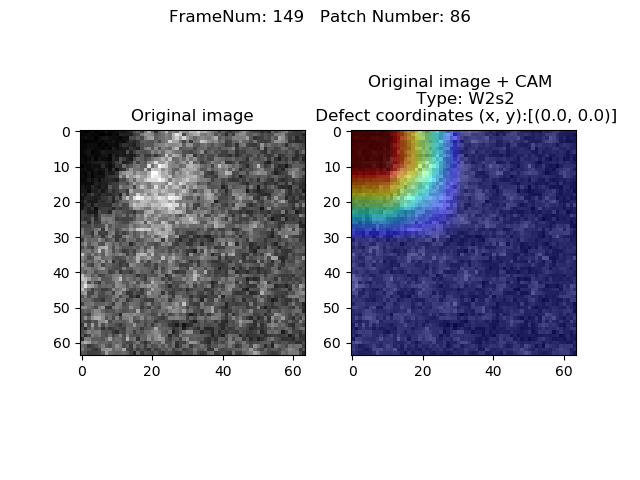 FrameNum: 149   Patch Number: 86
Original image
0
10
20
30
40
50
60
0 20 40 60
Original image + CAM
Type: W2s2
Defect coordinates (x, y):[(0.0, 0.0)]
0
10
20
30
40
50
60
0 20 40 60